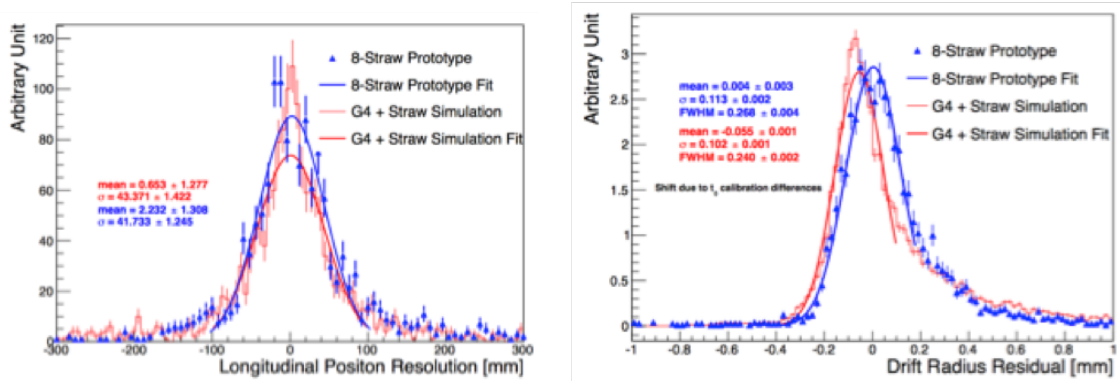 Arbitrary Unit
120
100
80
60
40
20
0
8-Straw Prototype
8-Straw Prototype Fit
G4 + Straw Simulation
G4 + Straw Simulation Fit
mean = 0.653 ± 1.277
σ = 43.371 ± 1.422
mean = 2.232 ± 1.308
σ = 41.733 ± 1.245
-300 -200 -100 0 100 200 300
Longitudinal Positon Resolution [mm]
Arbitrary Unit
3
2.5
2
1.5
1
0.5
0
8-Straw Prototype
8-Straw Prototype Fit
G4 + Straw Simulation
G4 + Straw Simulation Fit
mean = 0.004 ± 0.003
σ = 0.113 ± 0.002
FWHM = 0.268 ± 0.004
mean = -0.055 ± 0.001
σ = 0.102 ± 0.001
FWHM = 0.240 ± 0.002
Shift due to t₀ calibration differences
-1 -0.8 -0.6 -0.4 -0.2 0 0.2 0.4 0.6 0.8 1
Drift Radius Residual [mm]